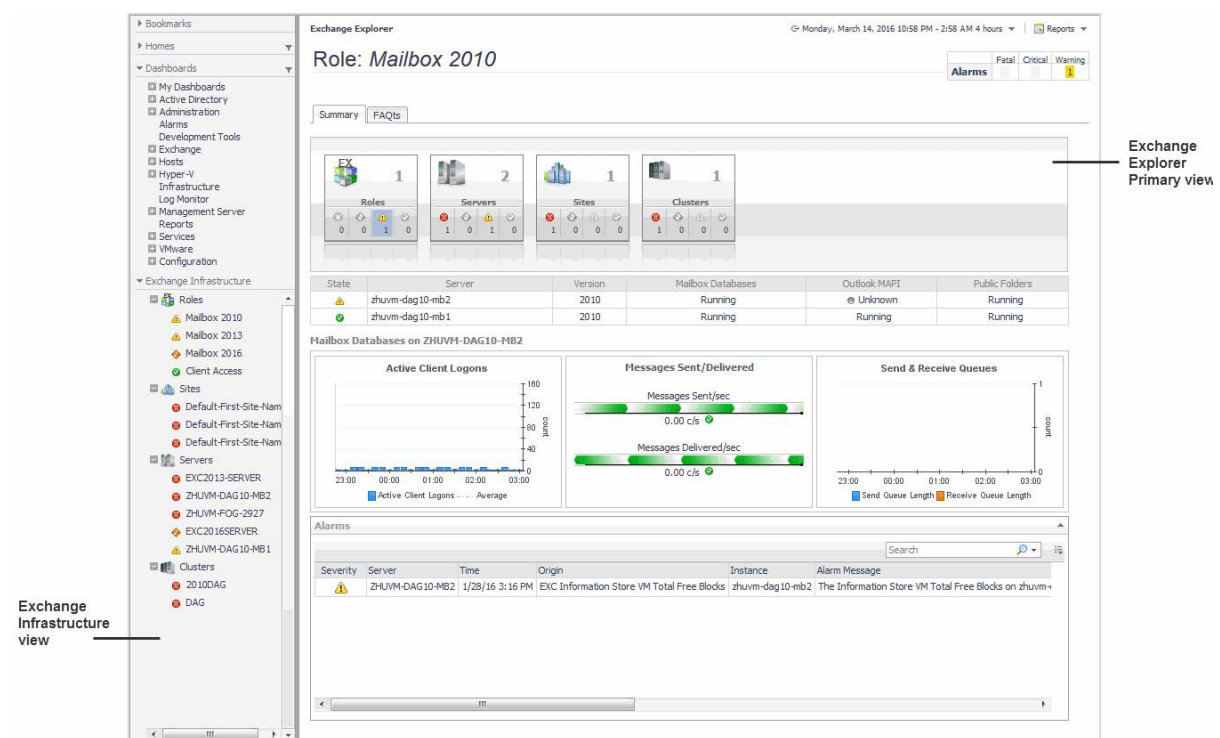 Bookmarks
Homes
Dashboards
My Dashboards
Active Directory
Administration
Alarms
Development Tools
Exchange
Hosts
Hyper-V
Infrastructure
Log Monitor
Management Server
Reports
Services
VMware
Configuration
Exchange Infrastructure
Roles
Mailbox 2010
Mailbox 2013
Mailbox 2016
Client Access
Sites
Default-First-Site-Nam
Default-First-Site-Nam
Default-First-Site-Nam
Servers
EXC2013-SERVER
ZHUVM-DAG10-MB2
ZHUVM-FOG-2927
EXC2016SERVER
ZHUVM-DAG10-MB1
Clusters
2010DAG
DAG
Exchange
Infrastructure
view
Exchange Explorer
Monday, March 14, 2016 10:58 PM - 2:58 AM 4 hours
Reports
Role: Mailbox 2010
Fatal Critical Warning
Alarms 1
Summary FAQts
EX 1 2 1 1
Roles Servers Sites Clusters
0 0 1 0 1 0 1 0 1 0 0 0 1 0 0 0
Exchange
Explorer
Primary view
State Server Version Mailbox Databases Outlook MAPI Public Folders
zhuvm-dag10-mb2 2010 Running Unknown Running
zhuvm-dag10-mb1 2010 Running Running Running
Mailbox Databases on ZHUVM-DAG10-MB2
Active Client Logons
160
120
80
40
0
count
23:00 00:00 01:00 02:00 03:00
Active Client Logons Average
Messages Sent/Delivered
Messages Sent/sec
0.00 c/s
Messages Delivered/sec
0.00 c/s
Send & Receive Queues
1
0
count
23:00 00:00 01:00 02:00 03:00
Send Queue Length Receive Queue Length
Alarms
Search
Severity Server Time Origin Instance Alarm Message
ZHUVM-DAG10-MB2 1/28/16 3:16 PM EXC Information Store VM Total Free Blocks zhuvm-dag10-mb2 The Information Store VM Total Free Blocks on zhuvm-